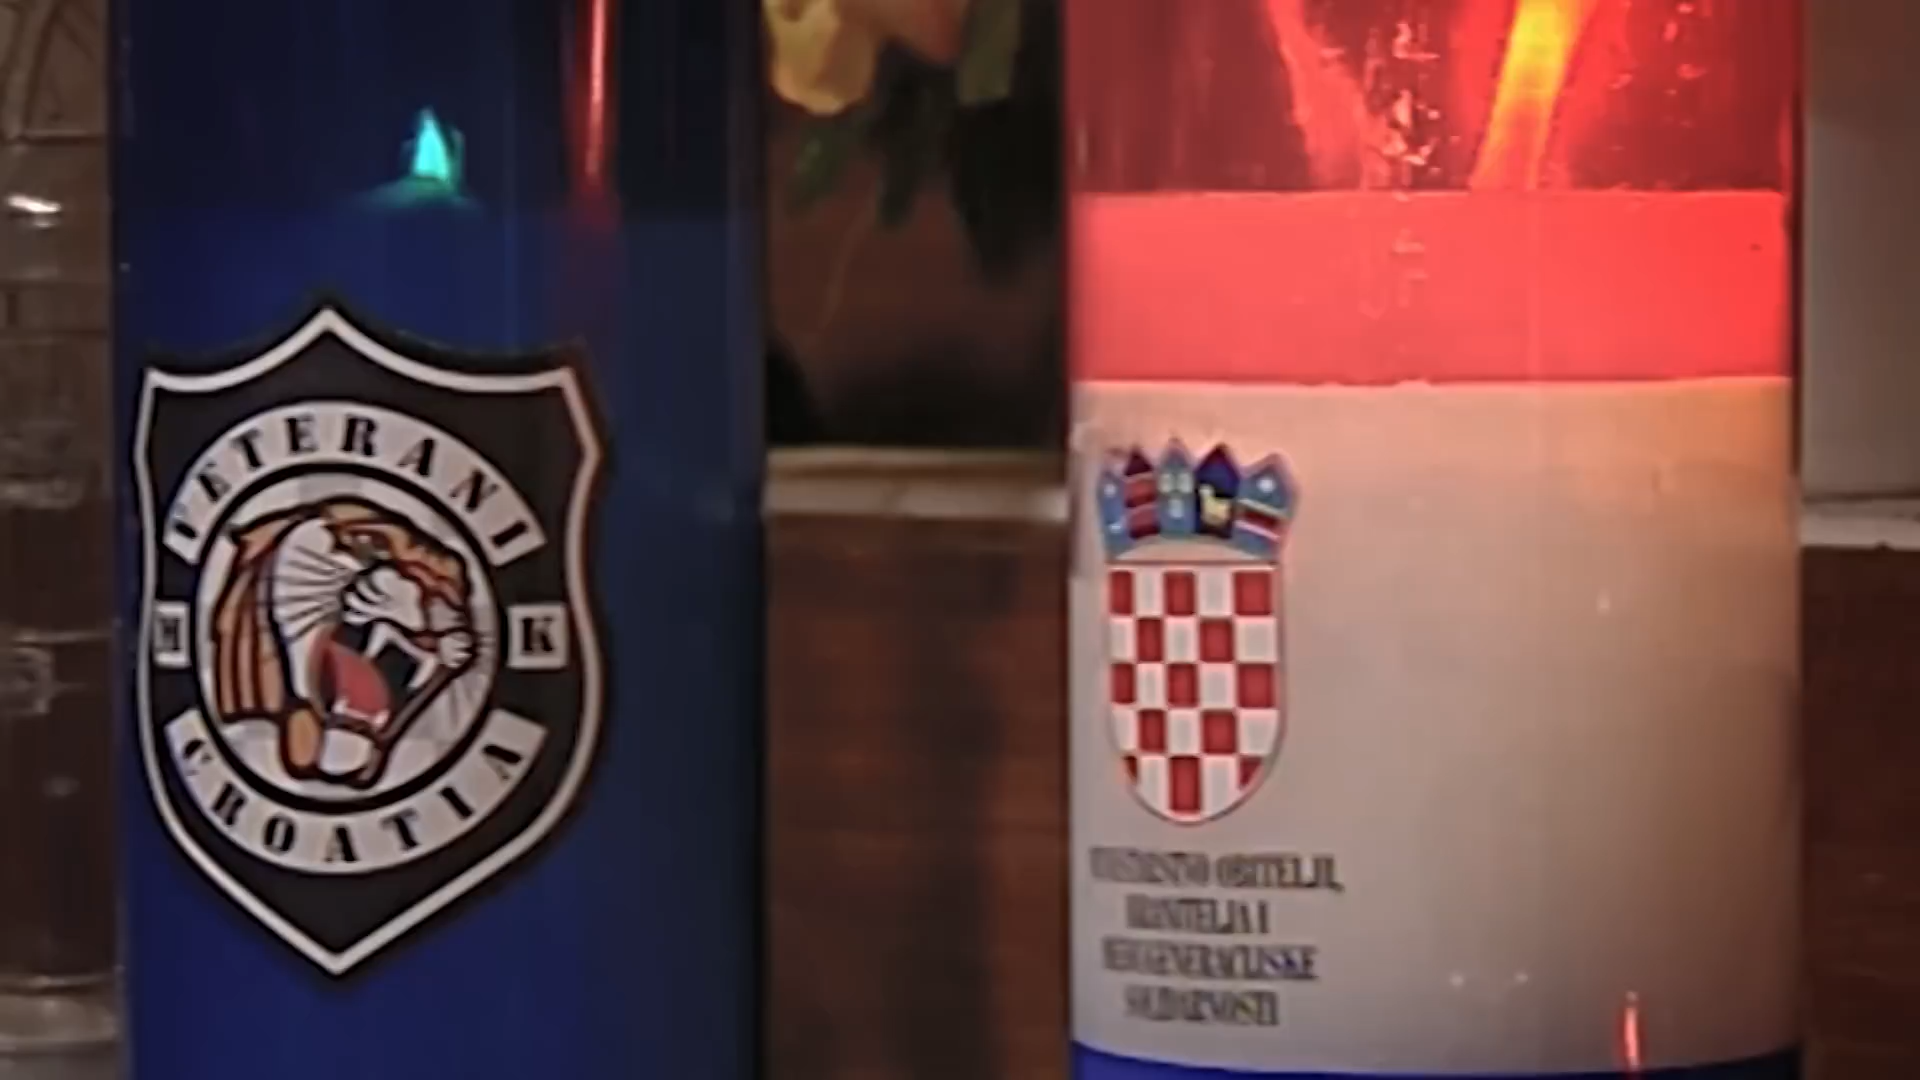 VETERANI
M K
CROATIA
MINISTARSTVO OBITELJI,
BRANITELJA I
MEĐUGENERACIJSKE
SOLIDARNOSTI